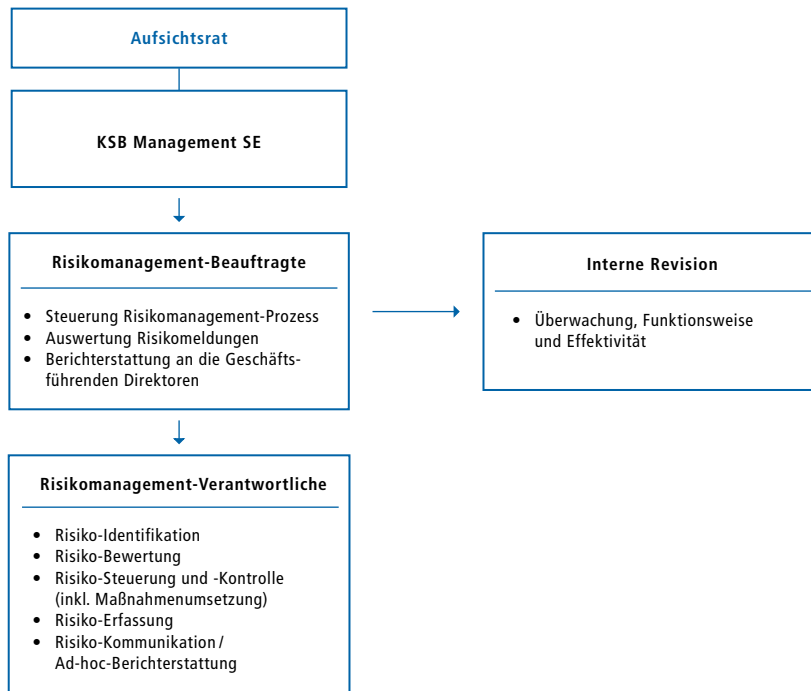 Aufsichtsrat
KSB Management SE
Risikomanagement-Beauftragte
• Steuerung Risikomanagement-Prozess
• Auswertung Risikomeldungen
• Berichterstattung an die Geschäfts-
führenden Direktoren
Interne Revision
• Überwachung, Funktionsweise
und Effektivität
Risikomanagement-Verantwortliche
• Risiko-Identifikation
• Risiko-Bewertung
• Risiko-Steuerung und -Kontrolle
(inkl. Maßnahmenumsetzung)
• Risiko-Erfassung
• Risiko-Kommunikation /
Ad-hoc-Berichterstattung